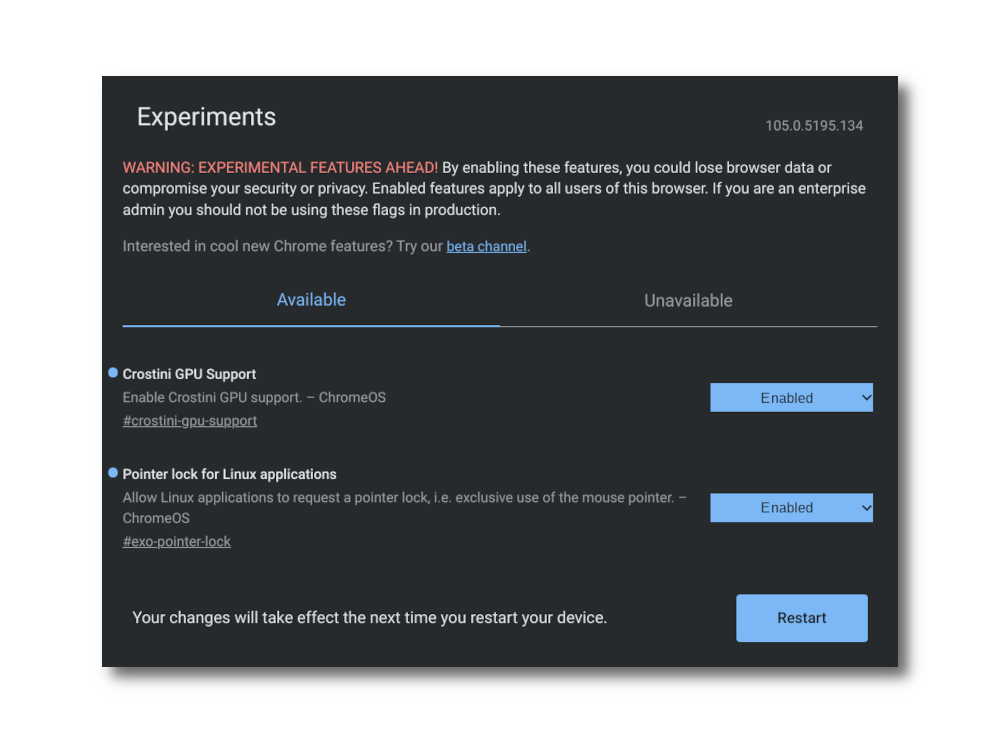 Experiments
105.0.5195.134
WARNING: EXPERIMENTAL FEATURES AHEAD! By enabling these features, you could lose browser data or
compromise your security or privacy. Enabled features apply to all users of this browser. If you are an enterprise
admin you should not be using these flags in production.
Interested in cool new Chrome features? Try our beta channel.
Available
Unavailable
Crostini GPU Support
Enable Crostini GPU support. – ChromeOS
#crostini-gpu-support
Enabled
Pointer lock for Linux applications
Allow Linux applications to request a pointer lock, i.e. exclusive use of the mouse pointer. –
ChromeOS
#exo-pointer-lock
Enabled
Your changes will take effect the next time you restart your device.
Restart